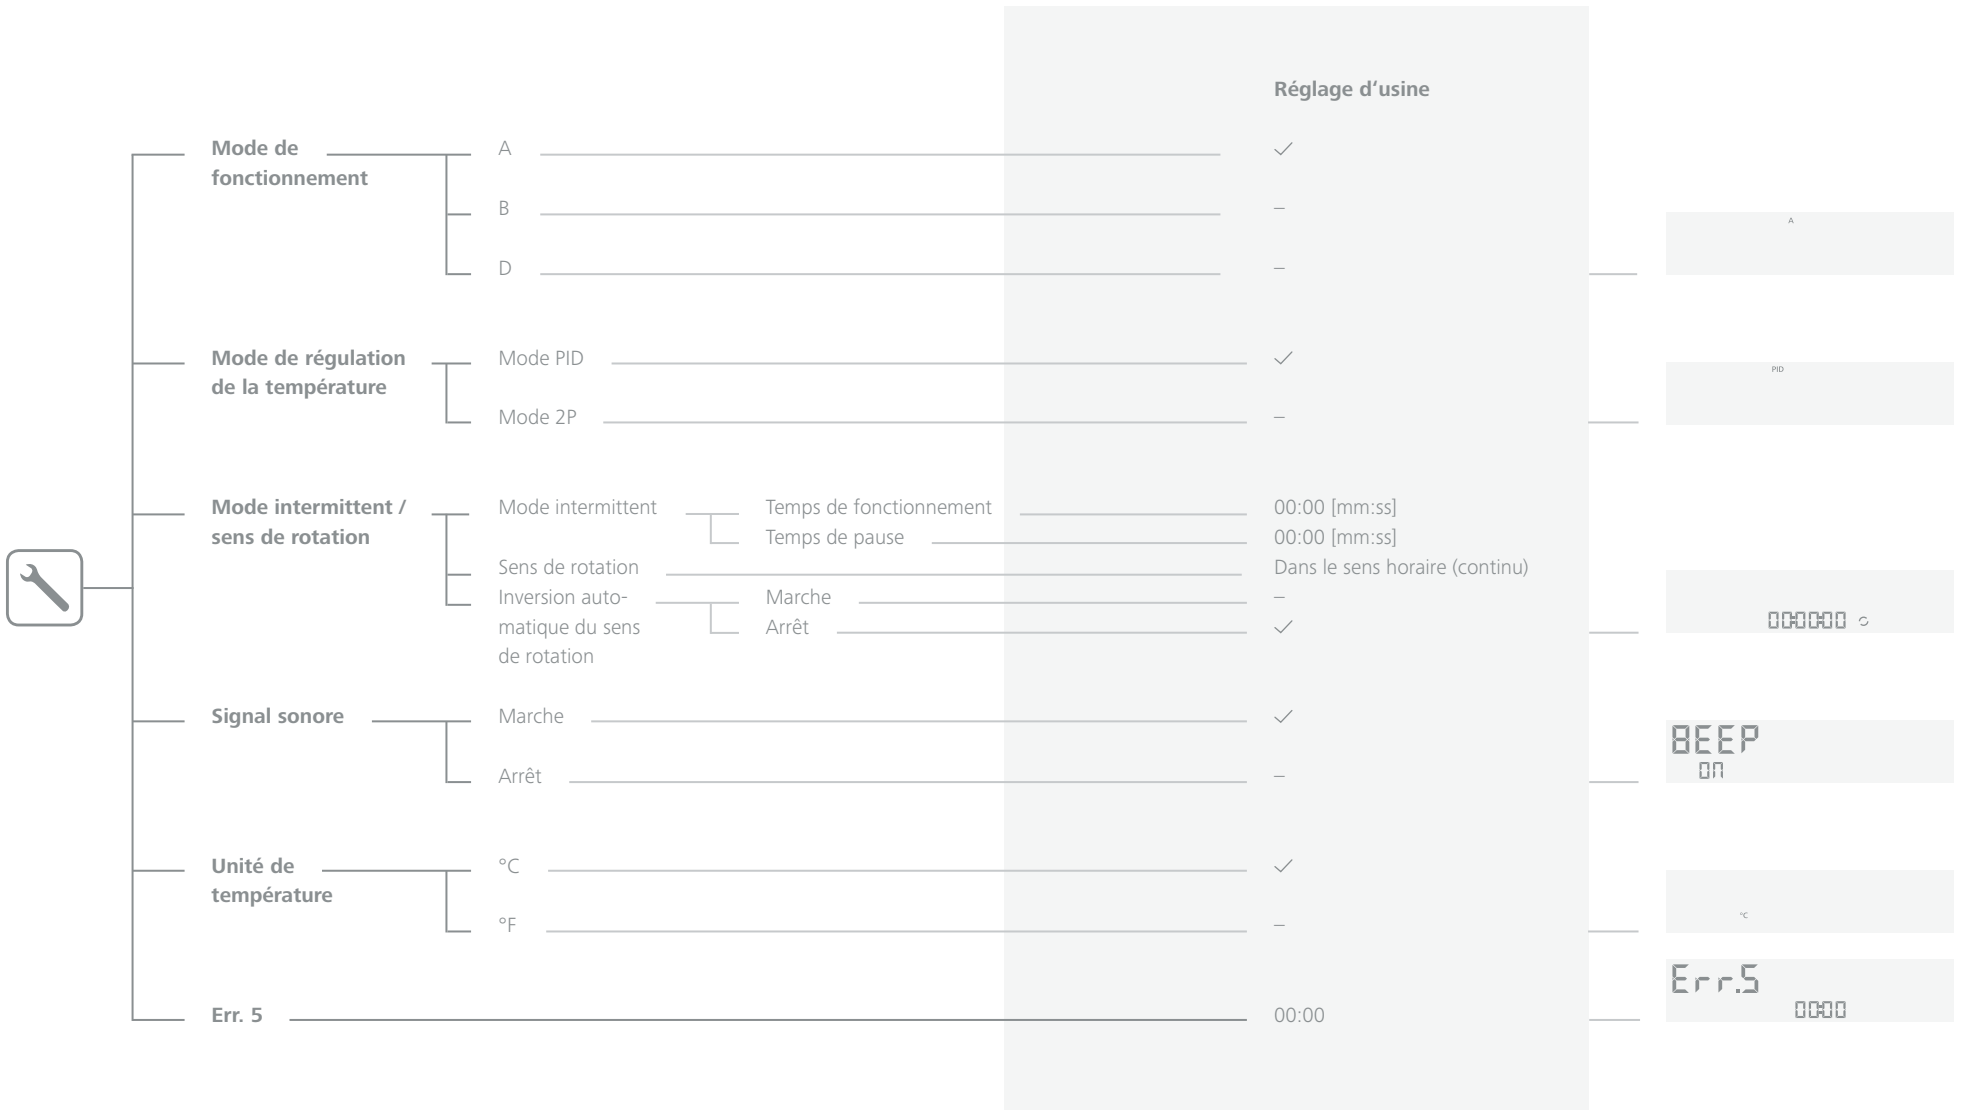 Réglage d‘usine
Mode de
fonctionnement
A
B
–
D
–
A
Mode de régulation
de la température
Mode PID
Mode 2P
–
PID
Mode intermittent /
sens de rotation
Mode intermittent
Temps de fonctionnement
00:00 [mm:ss]
Temps de pause
00:00 [mm:ss]
Sens de rotation
Dans le sens horaire (continu)
Inversion auto-
matique du sens
de rotation
Marche
–
Arrêt
00:00:00
Signal sonore
Marche
Arrêt
–
BEEP
on
Unité de
température
°C
°F
–
°C
Err. 5
00:00
Err.5
00:00